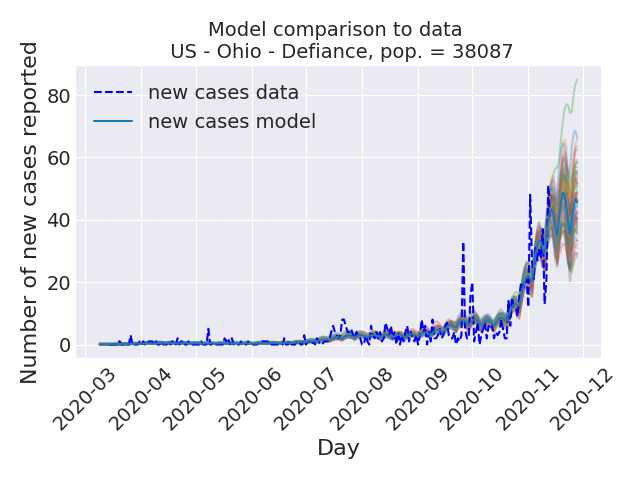 Model comparison to data
US - Ohio - Defiance, pop. = 38087
Number of new cases reported
80
60
40
20
0
new cases data
new cases model
2020-03
2020-04
2020-05
2020-06
2020-07
2020-08
2020-09
2020-10
2020-11
2020-12
Day